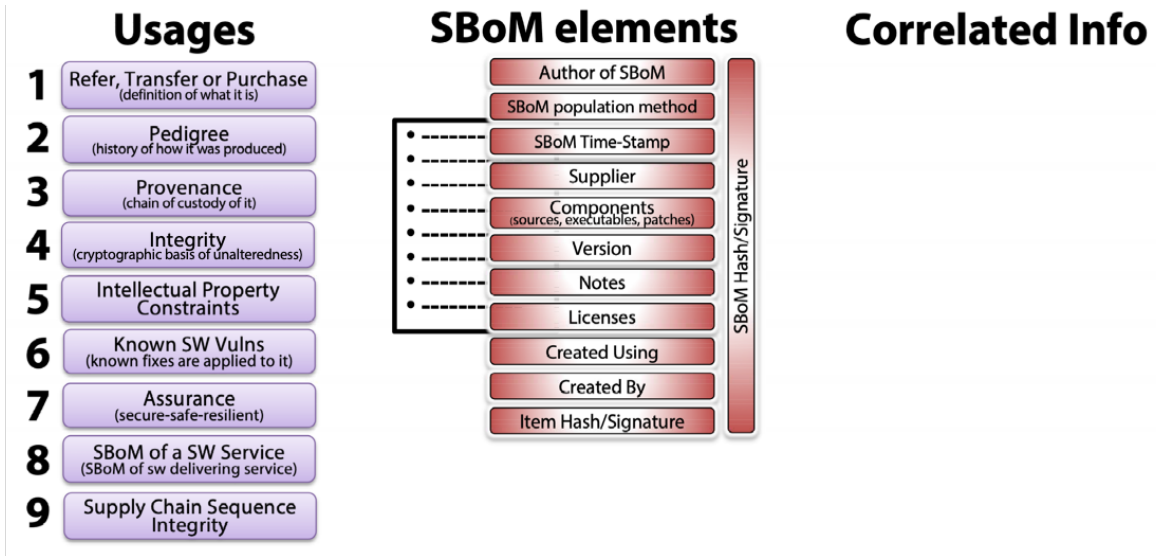 Usages
1
Refer, Transfer or Purchase
(definition of what it is)
2
Pedigree
(history of how it was produced)
3
Provenance
(chain of custody of it)
4
Integrity
(cryptographic basis of unalteredness)
5
Intellectual Property
Constraints
6
Known SW Vulns
(known fixes are applied to it)
7
Assurance
(secure-safe-resilient)
8
SBoM of a SW Service
(SBoM of sw delivering service)
9
Supply Chain Sequence
Integrity
SBoM elements
Author of SBoM
SBoM population method
SBoM Time-Stamp
Supplier
Components
(sources, executables, patches)
Version
Notes
Licenses
Created Using
Created By
Item Hash/Signature
SBoM Hash/Signature
Correlated Info